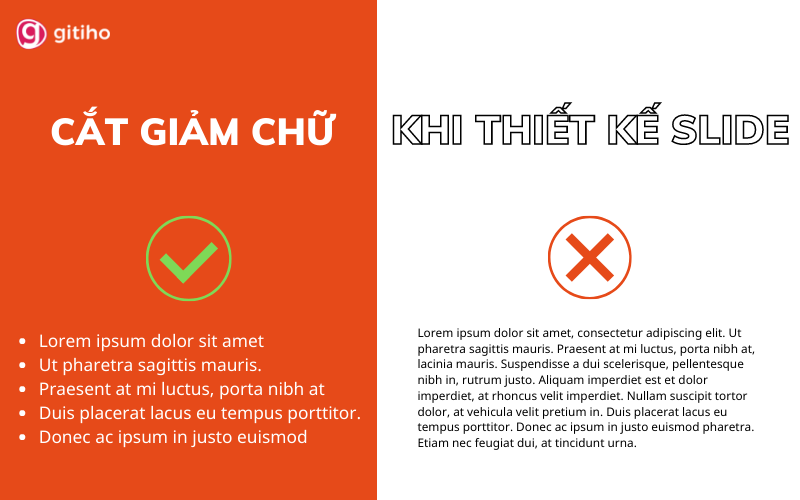 gitiho
CẮT GIẢM CHỮ
KHI THIẾT KẾ SLIDE
Lorem ipsum dolor sit amet
Ut pharetra sagittis mauris.
Praesent at mi luctus, porta nibh at
Duis placerat lacus eu tempus porttitor.
Donec ac ipsum in justo euismod
Lorem ipsum dolor sit amet, consectetur adipiscing elit. Ut
pharetra sagittis mauris. Praesent at mi luctus, porta nibh at,
lacinia mauris. Suspendisse a dui scelerisque, pellentesque
nibh in, rutrum justo. Aliquam imperdiet est et dolor
imperdiet, at rhoncus velit imperdiet. Nullam suscipit tortor
dolor, at vehicula velit pretium in. Duis placerat lacus eu
tempus porttitor. Donec ac ipsum in justo euismod pharetra.
Etiam nec feugiat dui, at tincidunt urna.